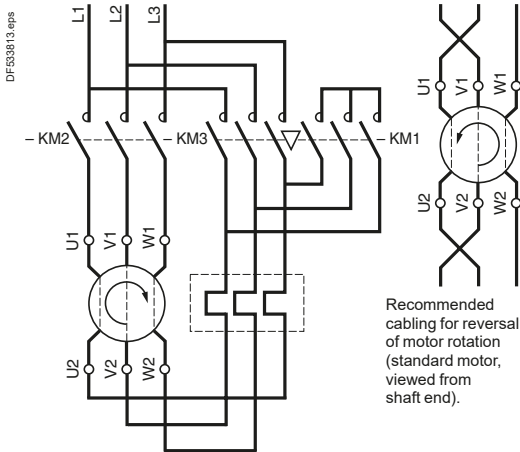 DF533813.eps
L1
L2
L3
– KM2
– KM3
– KM1
U1
V1
W1
U2
V2
W2
U1
V1
W1
U2
V2
W2
Recommended
cabling for reversal
of motor rotation
(standard motor,
viewed from
shaft end).